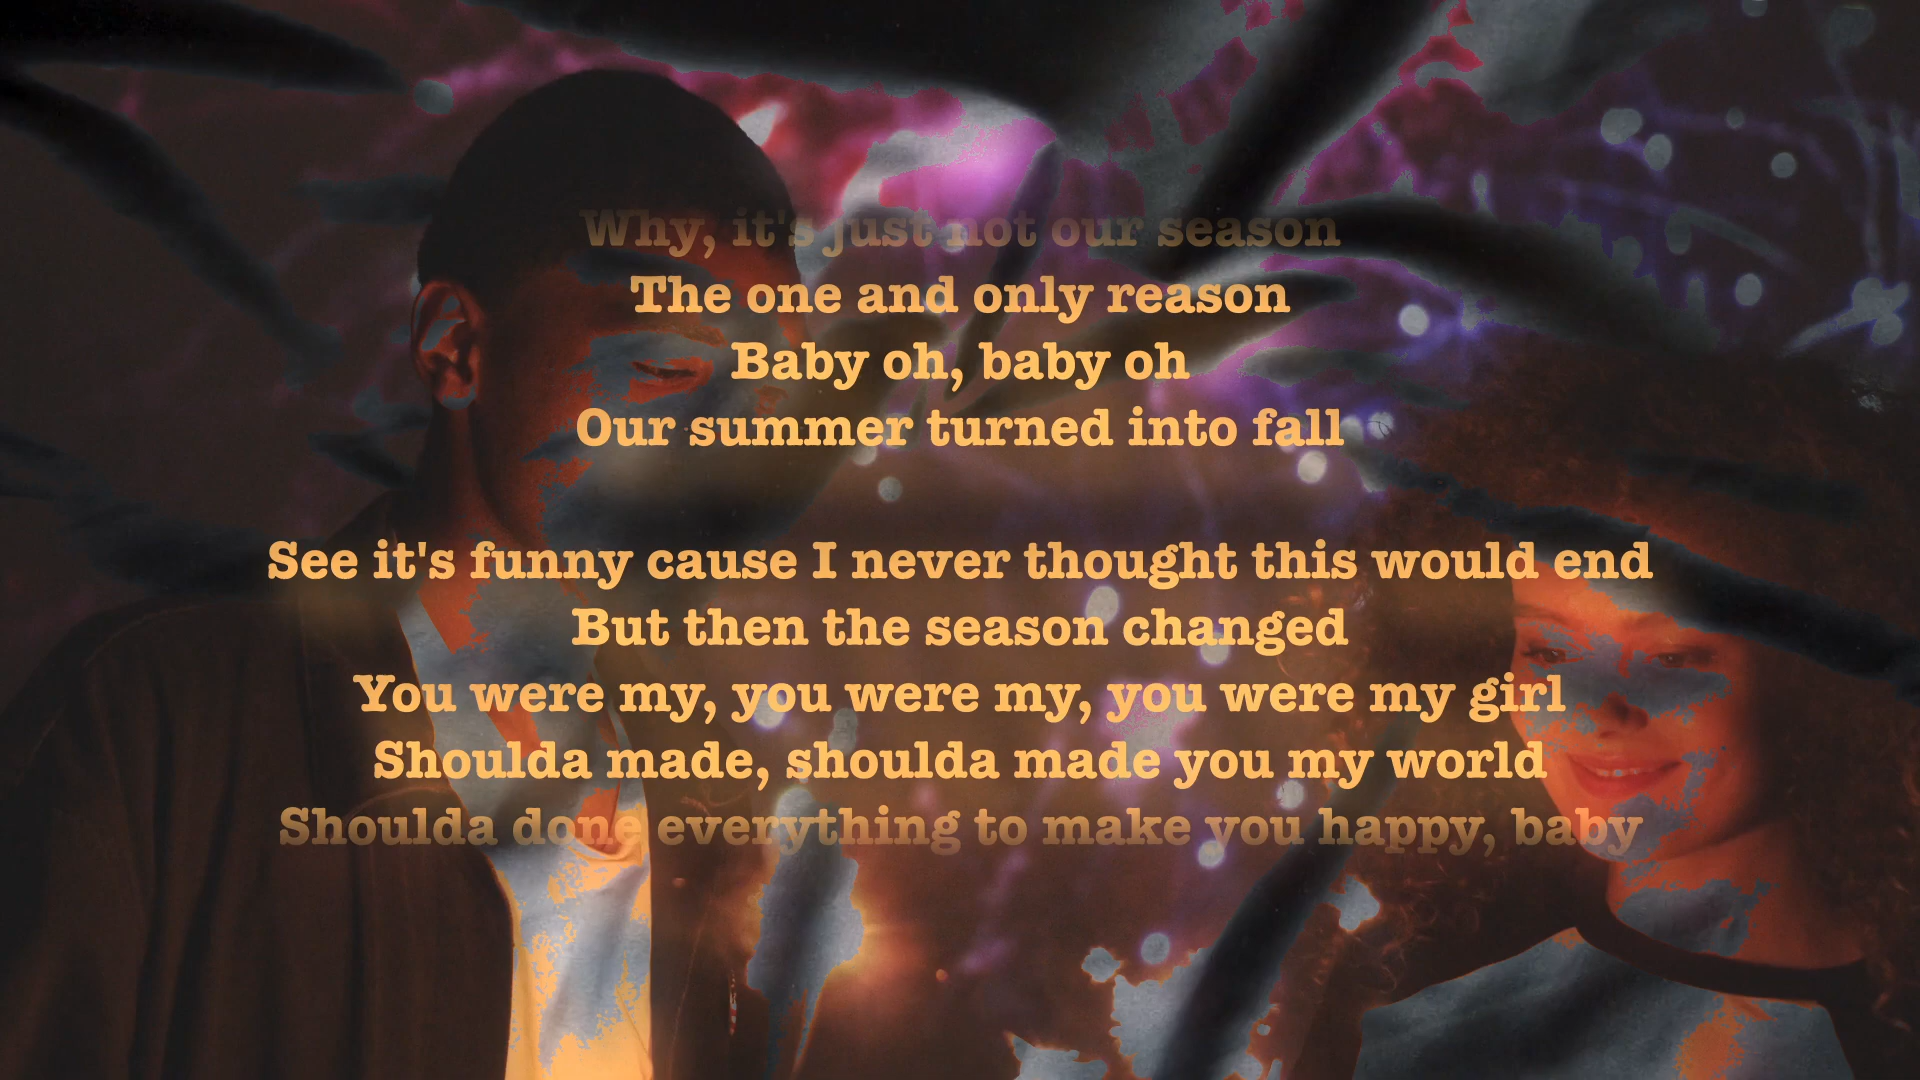 Why, it's just not our season
The one and only reason
Baby oh, baby oh
Our summer turned into fall
See it's funny cause I never thought this would end
But then the season changed
You were my, you were my, you were my girl
Shoulda made, shoulda made you my world
Shoulda done everything to make you happy, baby